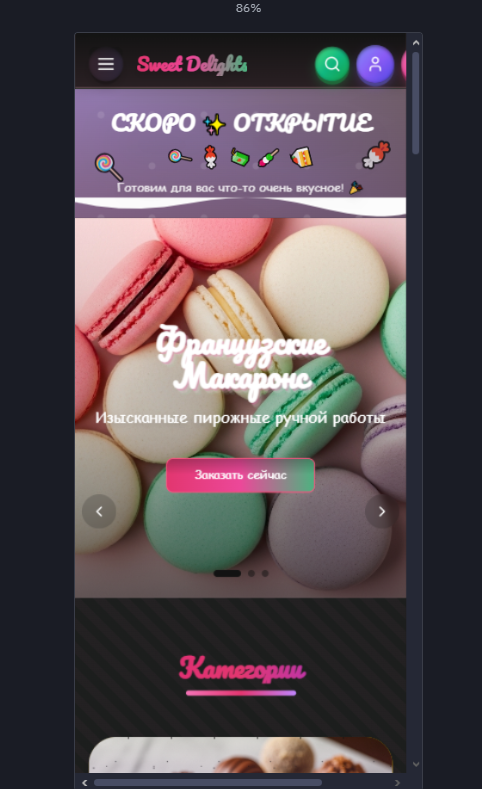 86%
Sweet Delights
СКОРО ✨ ОТКРЫТИЕ
Готовим для вас что-то очень вкусное! 🎉
Французские
Макаронс
Изысканные пирожные ручной работы
Заказать сейчас
Категории